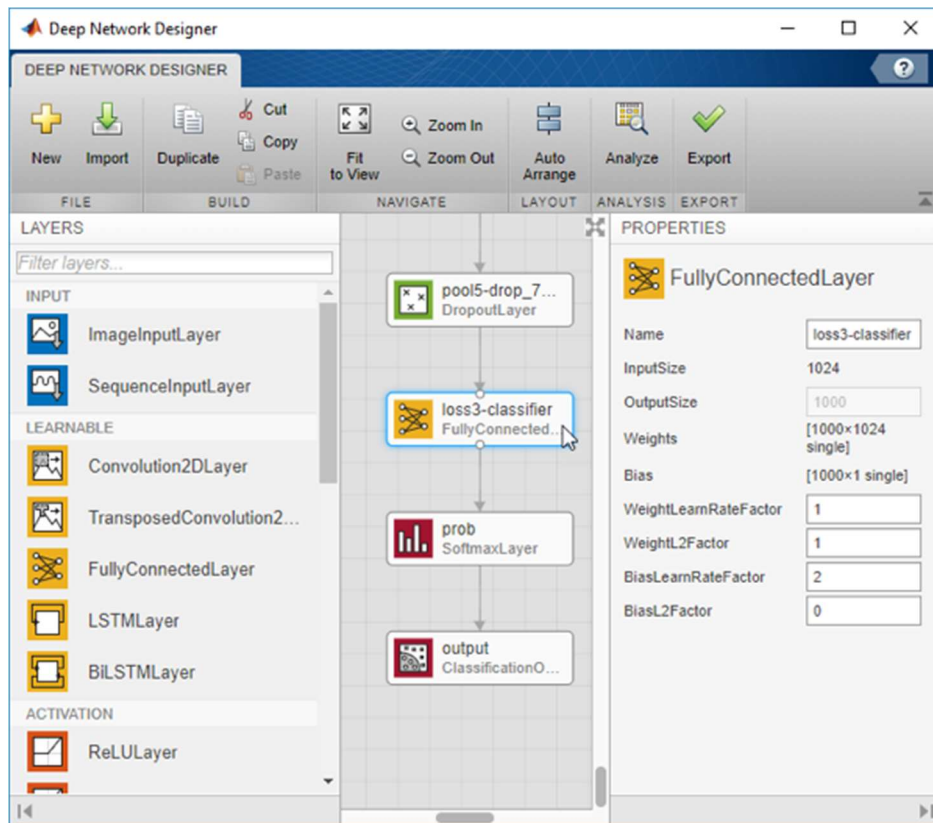 Deep Network Designer
DEEP NETWORK DESIGNER
?
New
Import
Duplicate
Cut
Copy
Paste
Fit
to View
Zoom In
Zoom Out
Auto
Arrange
Analyze
Export
FILE
BUILD
NAVIGATE
LAYOUT
ANALYSIS
EXPORT
LAYERS
Filter layers...
INPUT
ImageInputLayer
SequenceInputLayer
LEARNABLE
Convolution2DLayer
TransposedConvolution2...
FullyConnectedLayer
LSTMLayer
BiLSTMLayer
ACTIVATION
ReLULayer
pool5-drop_7...
DropoutLayer
loss3-classifier
FullyConnected...
prob
SoftmaxLayer
output
ClassificationO...
PROPERTIES
FullyConnectedLayer
Name loss3-classifier
InputSize 1024
OutputSize 1000
Weights [1000×1024
single]
Bias [1000×1 single]
WeightLearnRateFactor 1
WeightL2Factor 1
BiasLearnRateFactor 2
BiasL2Factor 0